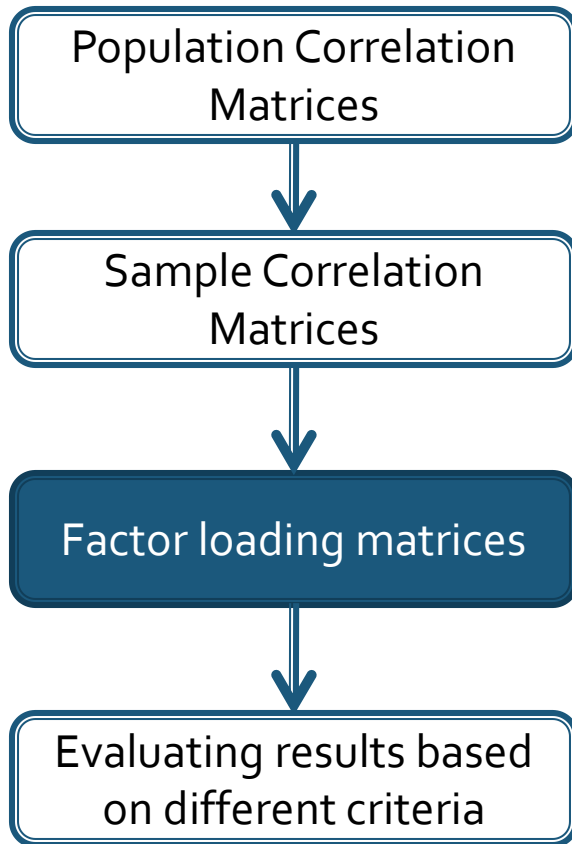 Population Correlation
Matrices
Sample Correlation
Matrices
Factor loading matrices
Evaluating results based
on different criteria